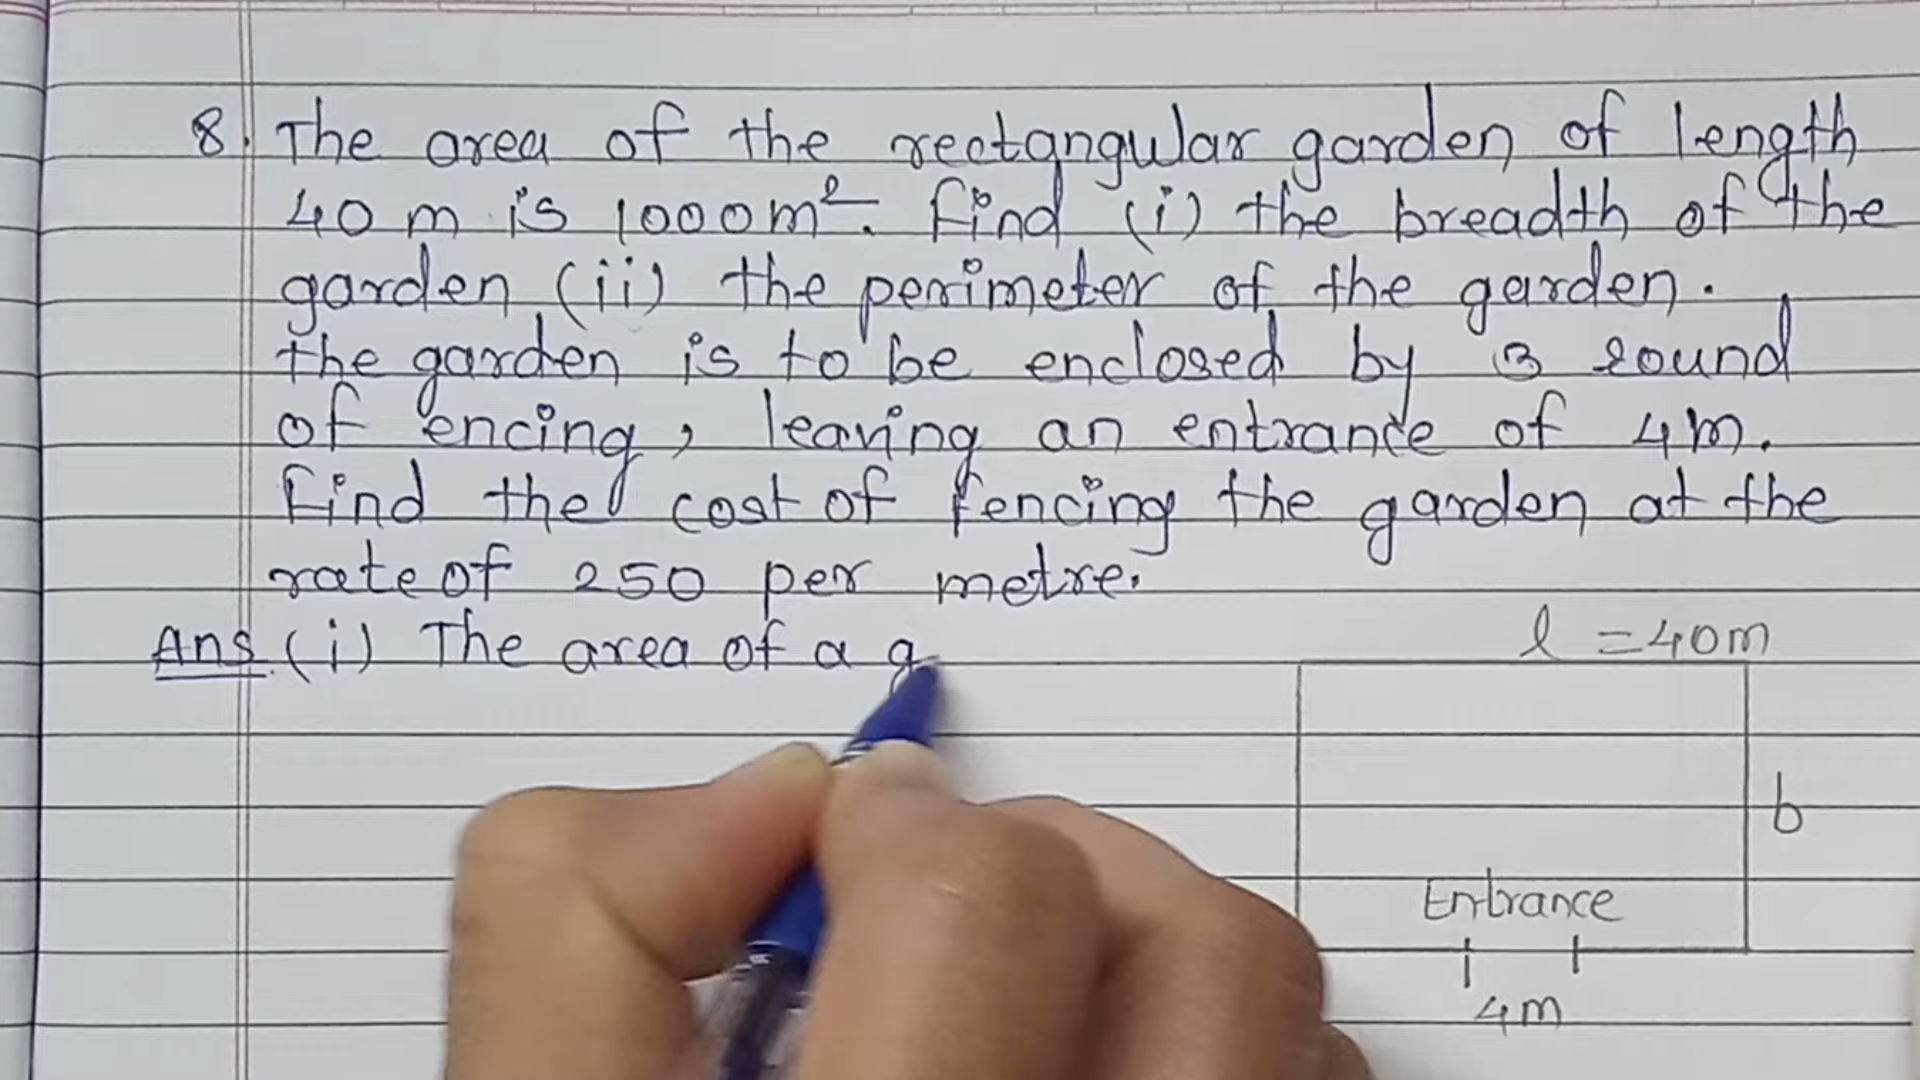 8. The area of the rectangular garden of length
40 m is 1000m². Find (i) the breadth of the
garden (ii) the perimeter of the garden.
The garden is to be enclosed by 3 round
of encing, leaving an entrance of 4m.
Find the cost of fencing the garden at the
rate of 250 per metre.
Ans. (i) The area of a g
l = 40m
b
Entrance
4m